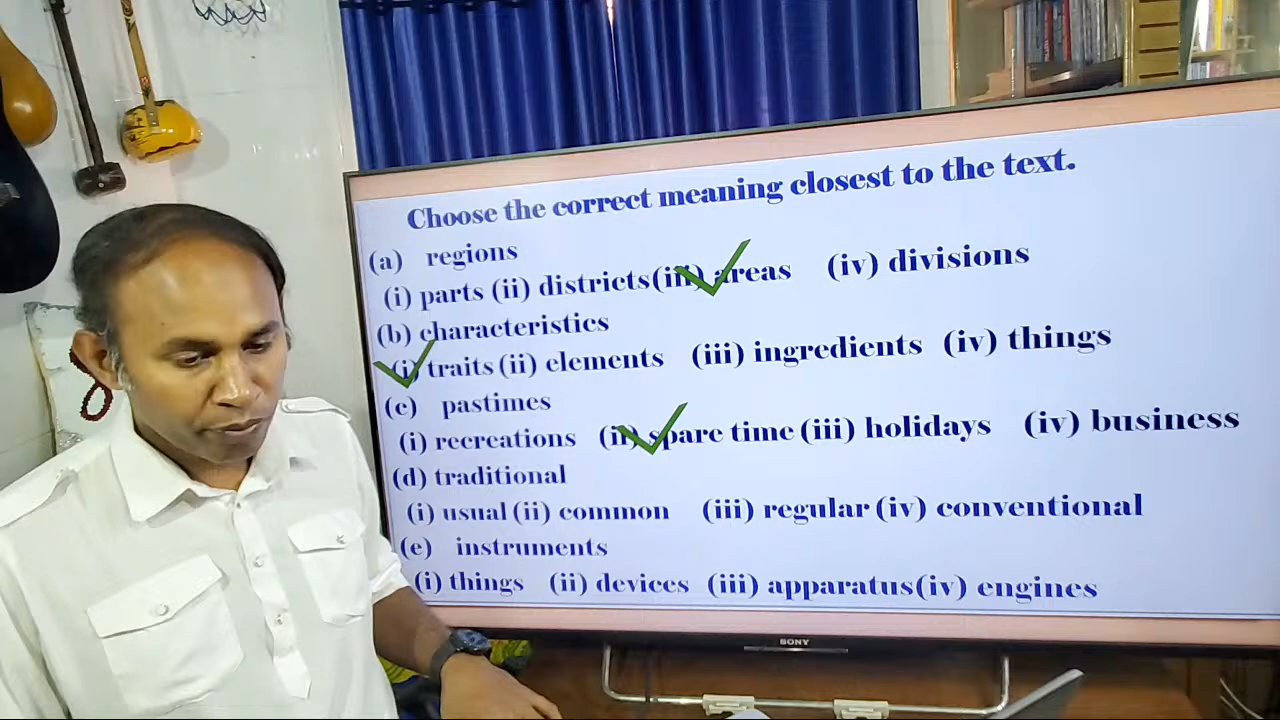 Choose the correct meaning closest to the text.
(a) regions
(i) parts (ii) districts (iii) areas (iv) divisions
(b) characteristics
(i) traits (ii) elements (iii) ingredients (iv) things
(c) pastimes
(i) recreations (ii) spare time (iii) holidays (iv) business
(d) traditional
(i) usual (ii) common (iii) regular (iv) conventional
(e) instruments
(i) things (ii) devices (iii) apparatus (iv) engines
SONY